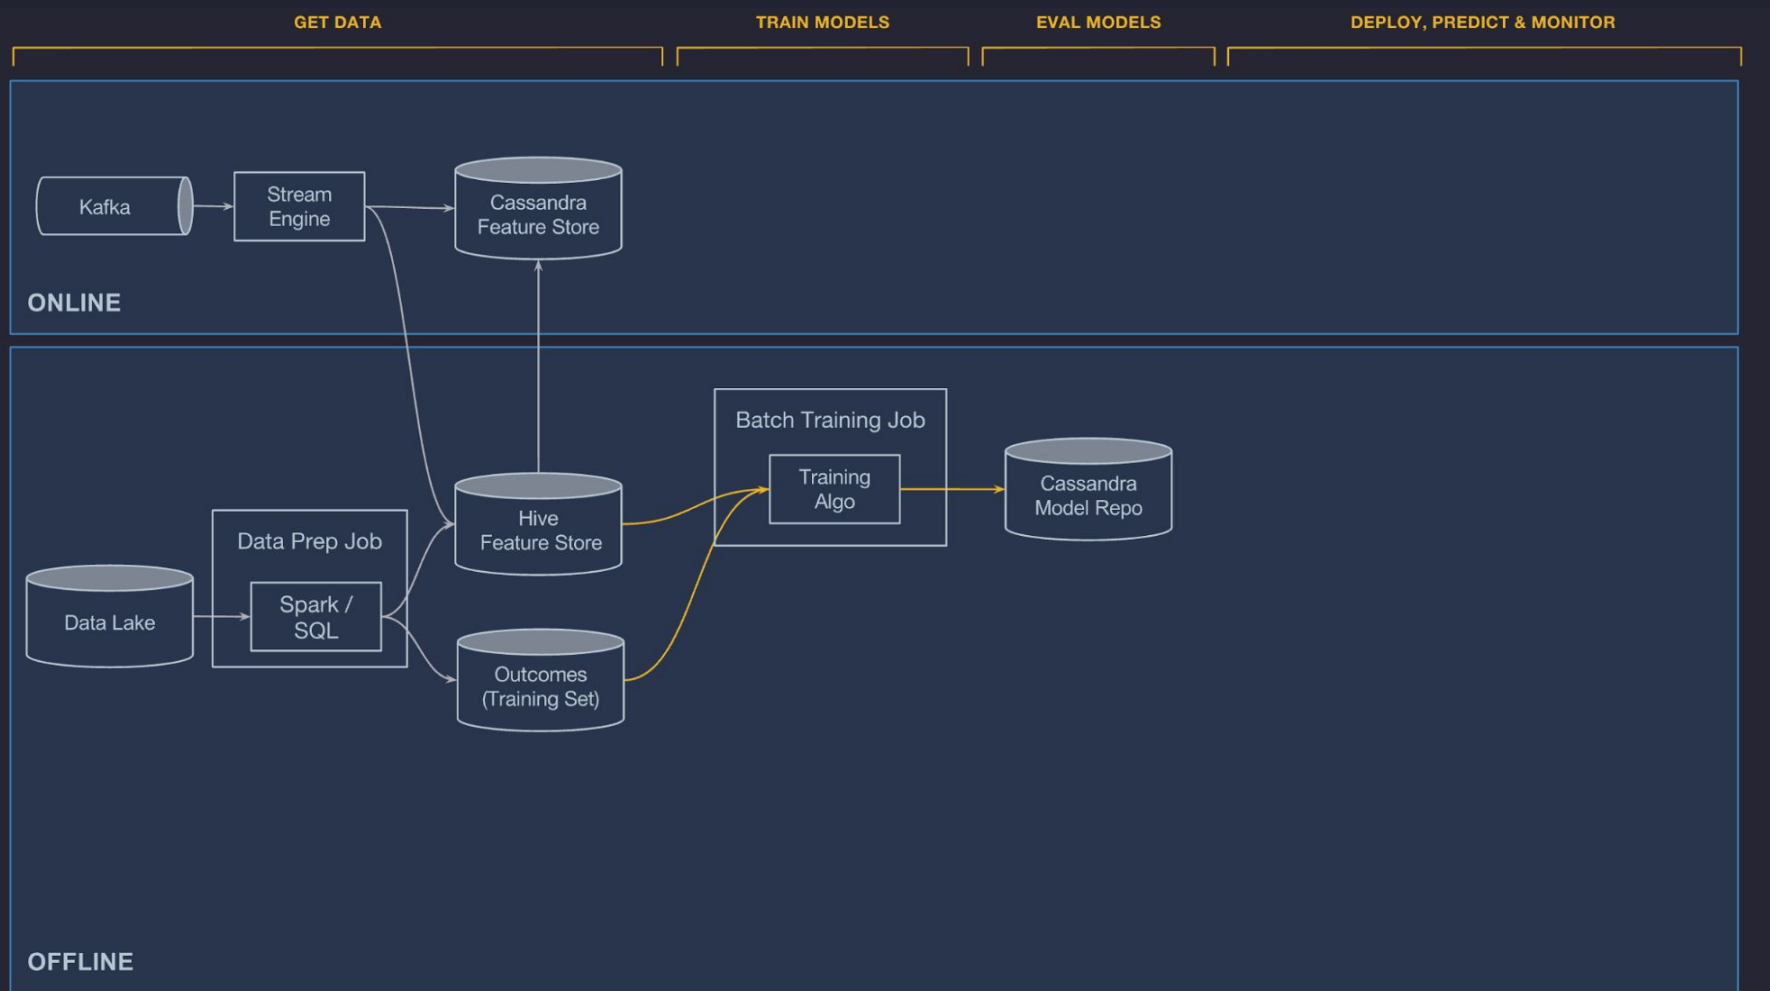 GET DATA
TRAIN MODELS
EVAL MODELS
DEPLOY, PREDICT & MONITOR
Kafka
Stream
Engine
Cassandra
Feature Store
ONLINE
Batch Training Job
Training
Algo
Cassandra
Model Repo
Hive
Feature Store
Data Prep Job
Spark /
SQL
Data Lake
Outcomes
(Training Set)
OFFLINE